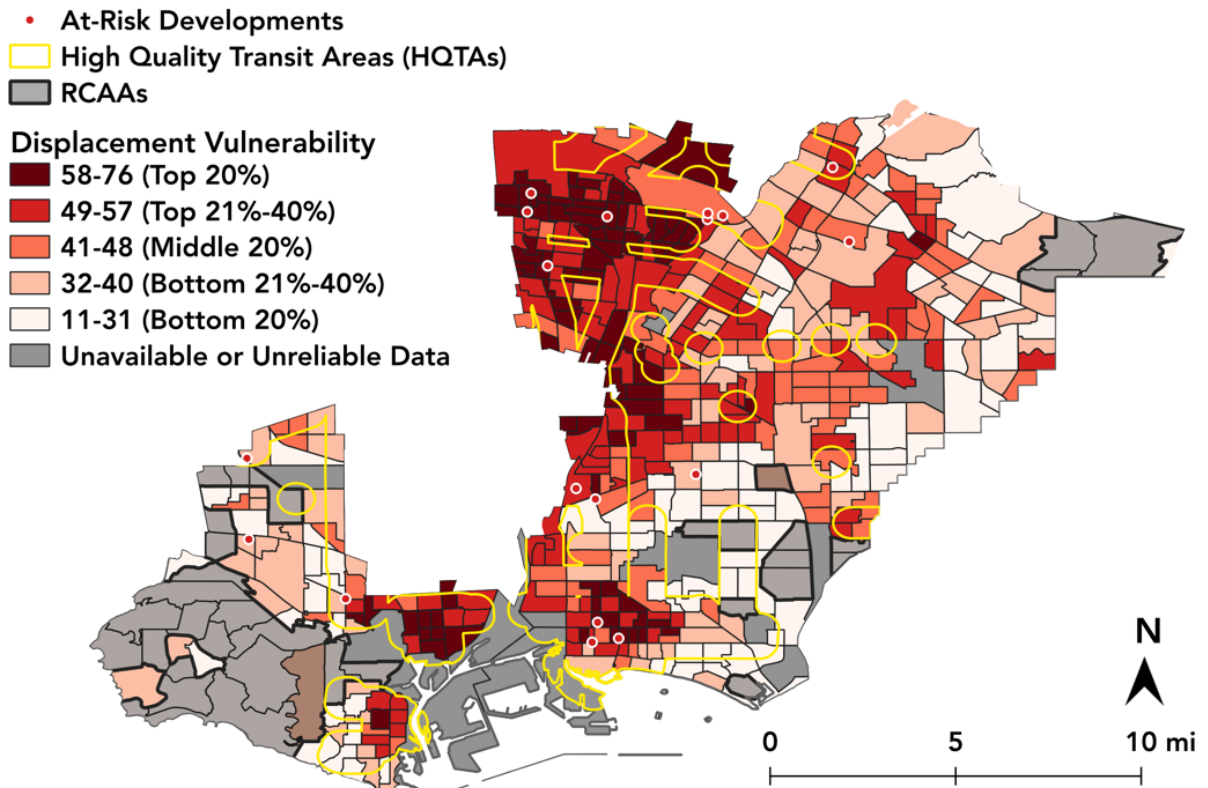 At-Risk Developments
High Quality Transit Areas (HQTAs)
RCAAs
Displacement Vulnerability
58-76 (Top 20%)
49-57 (Top 21%-40%)
41-48 (Middle 20%)
32-40 (Bottom 21%-40%)
11-31 (Bottom 20%)
Unavailable or Unreliable Data
N
0 5 10 mi